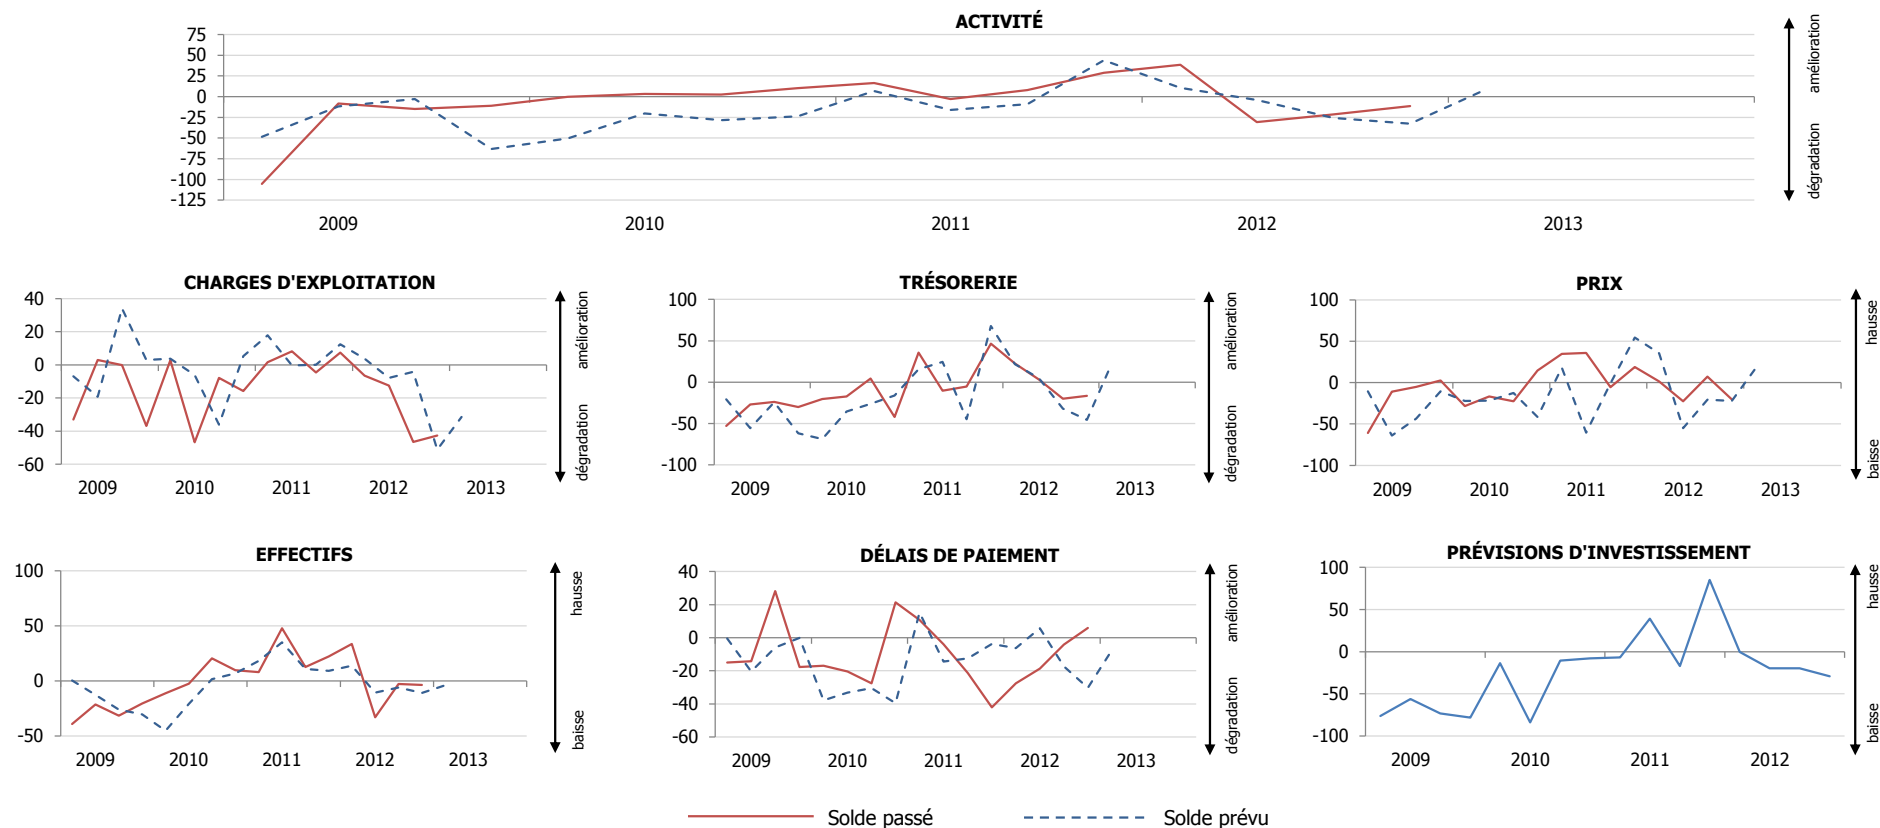 ACTIVITÉ
75
50
25
0
-25
-50
-75
-100
-125
2009 2010 2011 2012 2013
amélioration
dégradation
CHARGES D'EXPLOITATION
40
20
0
-20
-40
-60
2009 2010 2011 2012 2013
amélioration
dégradation
TRÉSORERIE
100
50
0
-50
-100
2009 2010 2011 2012 2013
amélioration
dégradation
PRIX
100
50
0
-50
-100
2009 2010 2011 2012 2013
hausse
baisse
EFFECTIFS
100
50
0
-50
2009 2010 2011 2012 2013
hausse
baisse
DÉLAIS DE PAIEMENT
40
20
0
-20
-40
-60
2009 2010 2011 2012 2013
amélioration
dégradation
PRÉVISIONS D'INVESTISSEMENT
100
50
0
-50
-100
2009 2010 2011 2012
hausse
baisse
Solde passé Solde prévu